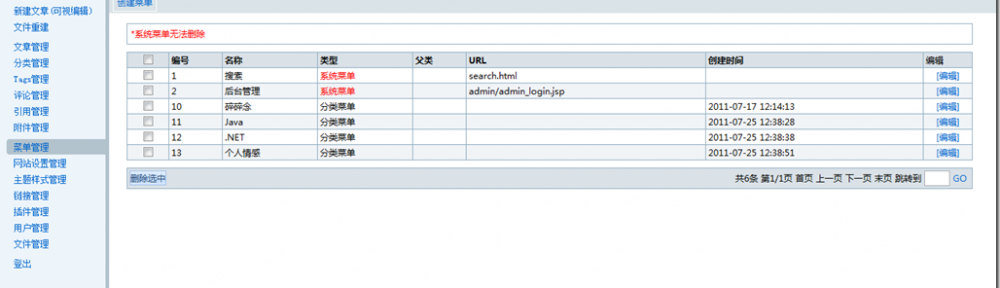 新建文章(可视编辑)
文件重建
文章管理
分类管理
Tags管理
评论管理
引用管理
附件管理
菜单管理
网站设置管理
主题样式管理
链接管理
插件管理
用户管理
文件管理
登出
创建菜单
*系统菜单无法删除
编号 名称 类型 父类 URL 创建时间 编辑
1 搜索 系统菜单 search.html [编辑]
2 后台管理 系统菜单 admin/admin_login.jsp [编辑]
10 碎碎念 分类菜单 2011-07-17 12:14:13 [编辑]
11 Java 分类菜单 2011-07-25 12:38:28 [编辑]
12 .NET 分类菜单 2011-07-25 12:38:38 [编辑]
13 个人情感 分类菜单 2011-07-25 12:38:51 [编辑]
删除选中 共6条 第1/1页 首页 上一页 下一页 末页 跳转到 GO